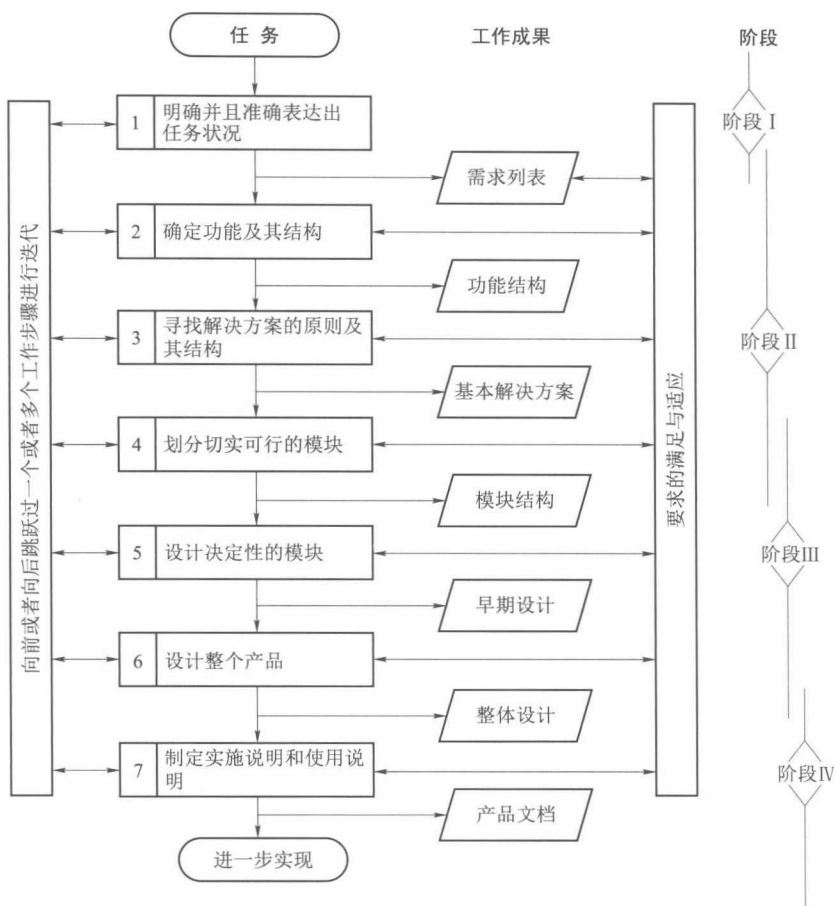 任务
工作成果
阶段
1
明确并且准确表达出
任务状况
阶段Ⅰ
需求列表
2
确定功能及其结构
功能结构
3
寻找解决方案的原则及
其结构
阶段Ⅱ
基本解决方案
4
划分切实可行的模块
模块结构
5
设计决定性的模块
阶段Ⅲ
早期设计
6
设计整个产品
整体设计
7
制定实施说明和使用说
明
阶段Ⅳ
产品文档
进一步实现
向前或者向后跳跃过一个或者多个工作步骤进行迭代
要求的满足与适应